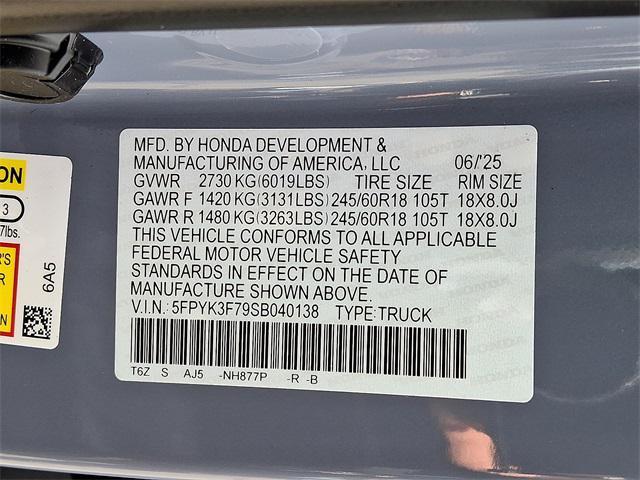 MFD. BY HONDA DEVELOPMENT &
MANUFACTURING OF AMERICA, LLC 06/'25
GVWR 2730 KG(6019LBS) TIRE SIZE RIM SIZE
GAWR F 1420 KG(3131LBS)245/60R18 105T 18X8.0J
GAWR R 1480 KG(3263LBS)245/60R18 105T 18X8.0J
THIS VEHICLE CONFORMS TO ALL APPLICABLE
FEDERAL MOTOR VEHICLE SAFETY
STANDARDS IN EFFECT ON THE DATE OF
MANUFACTURE SHOWN ABOVE.
V.I.N.: 5FPYK3F79SB040138 TYPE:TRUCK
T6Z S AJ5 -NH877P -R -B
ON
3
7lbs.
'S
R
N
6A5